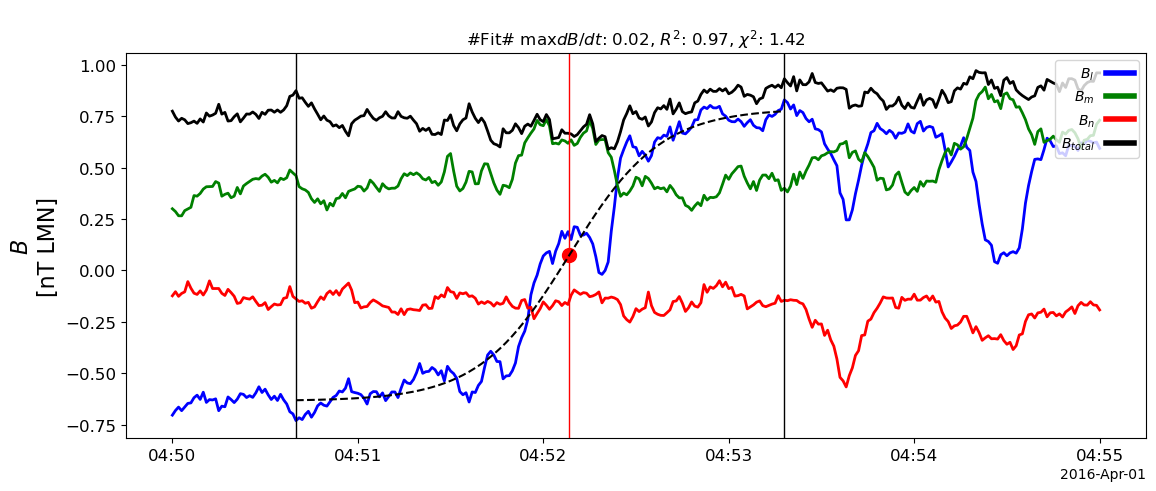 #Fit# maxdB/dt: 0.02, R²: 0.97, χ²: 1.42
B
[nT LMN]
1.00
0.75
0.50
0.25
0.00
−0.25
−0.50
−0.75
B_l
B_m
B_n
B_total
04:50 04:51 04:52 04:53 04:54 04:55
2016-Apr-01